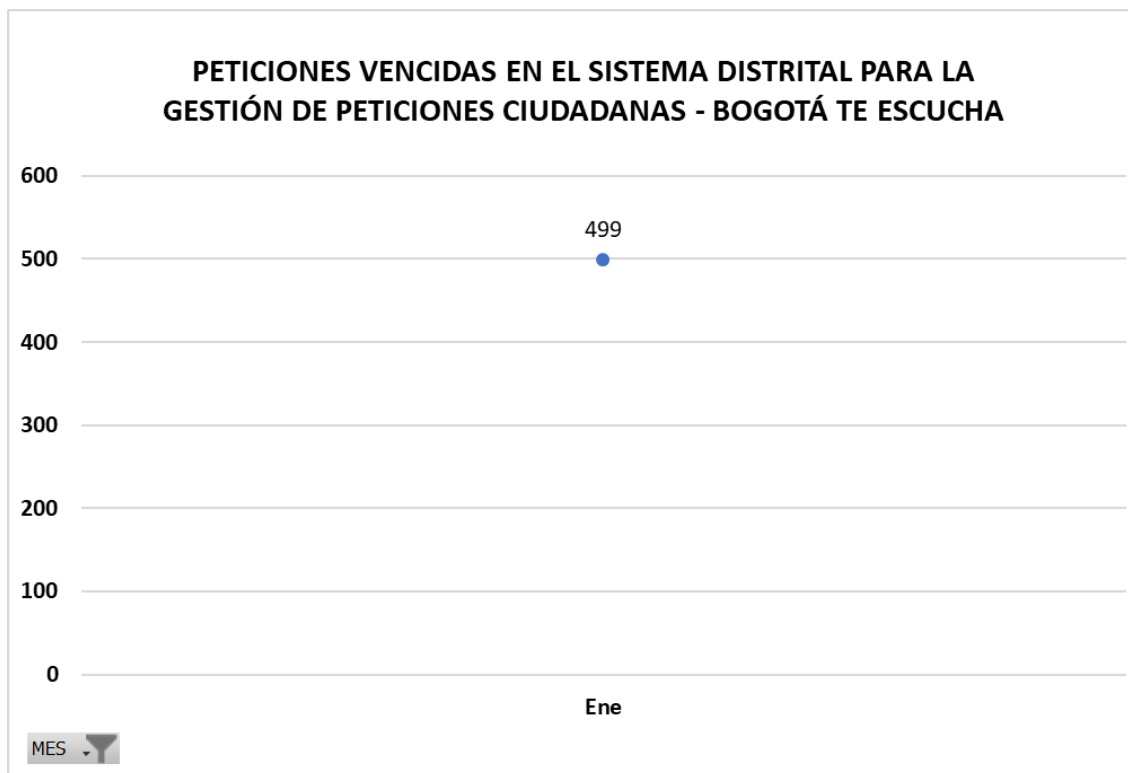 PETICIONES VENCIDAS EN EL SISTEMA DISTRITAL PARA LA
GESTIÓN DE PETICIONES CIUDADANAS - BOGOTÁ TE ESCUCHA
600
499
500
400
300
200
100
0
Ene
MES